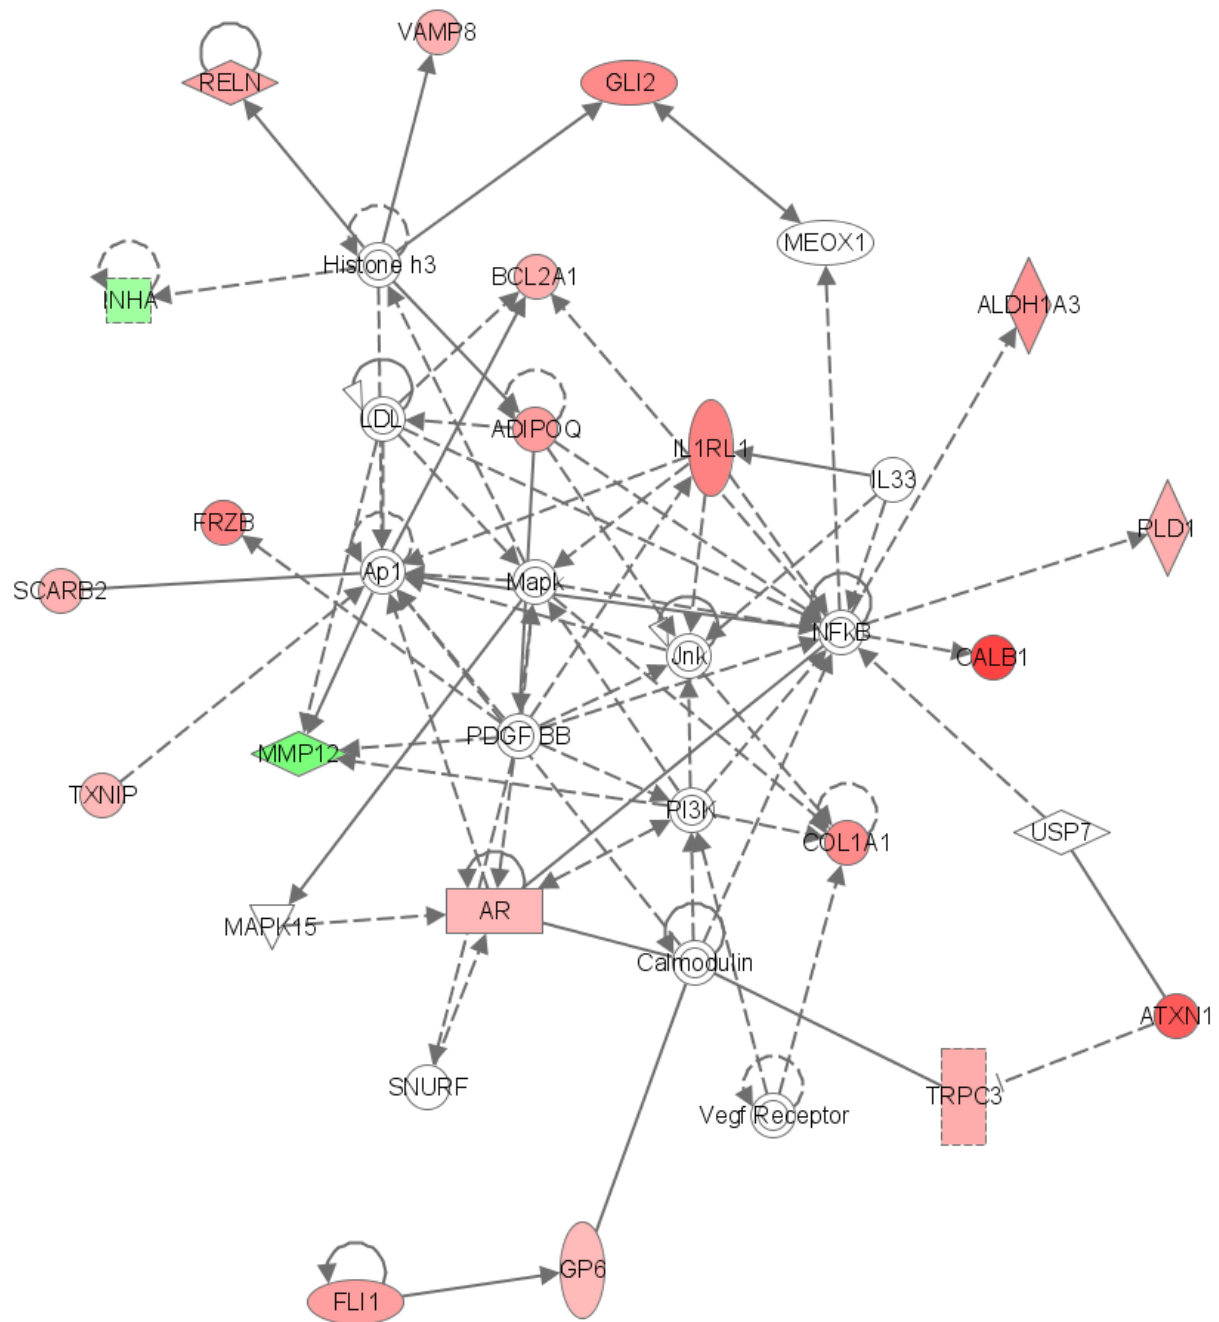 VAMP8
RELN
GLI2
MEOX1
Histone h3
BCL2A1
INHA
ALDH1A3
LDL
ADIPOQ
IL1RL1
IL33
FRZB
PLD1
Ap1
Mapk
SCARB2
NFkB
Jnk
CALB1
PDGF BB
MMP12
TXNIP
PI3K
USP7
COL1A1
AR
MAPK15
Calmodulin
ATXN1
SNURF
TRPC3
Vegf Receptor
GP6
FLI1